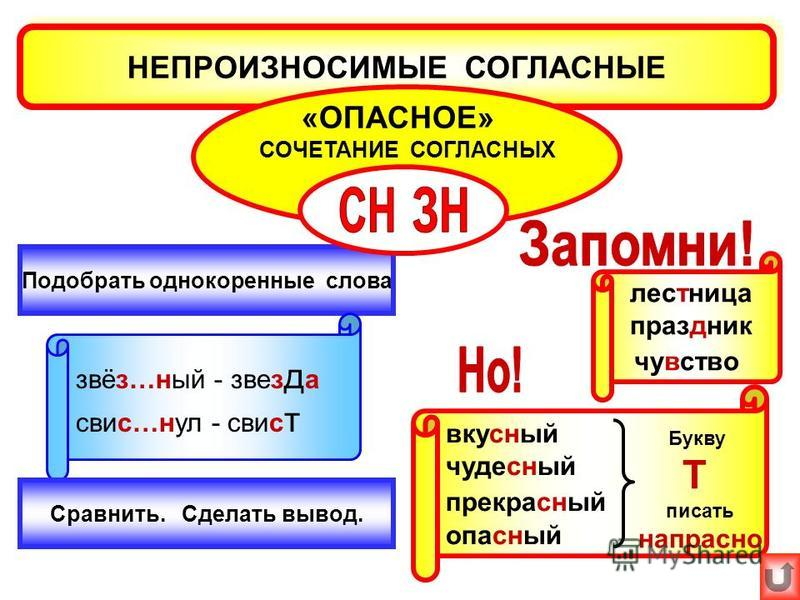 НЕПРОИЗНОСИМЫЕ СОГЛАСНЫЕ
«ОПАСНОЕ»
СОЧЕТАНИЕ СОГЛАСНЫХ
СН ЗН
Подобрать однокоренные слова
звёз…ный - звезДа
свис…нул - свисТ
Сравнить. Сделать вывод.
Запомни!
лестница
праздник
чувство
Но!
вкусный
чудесный
прекрасный
опасный
Букву
Т
писать
напрасно
MyShared